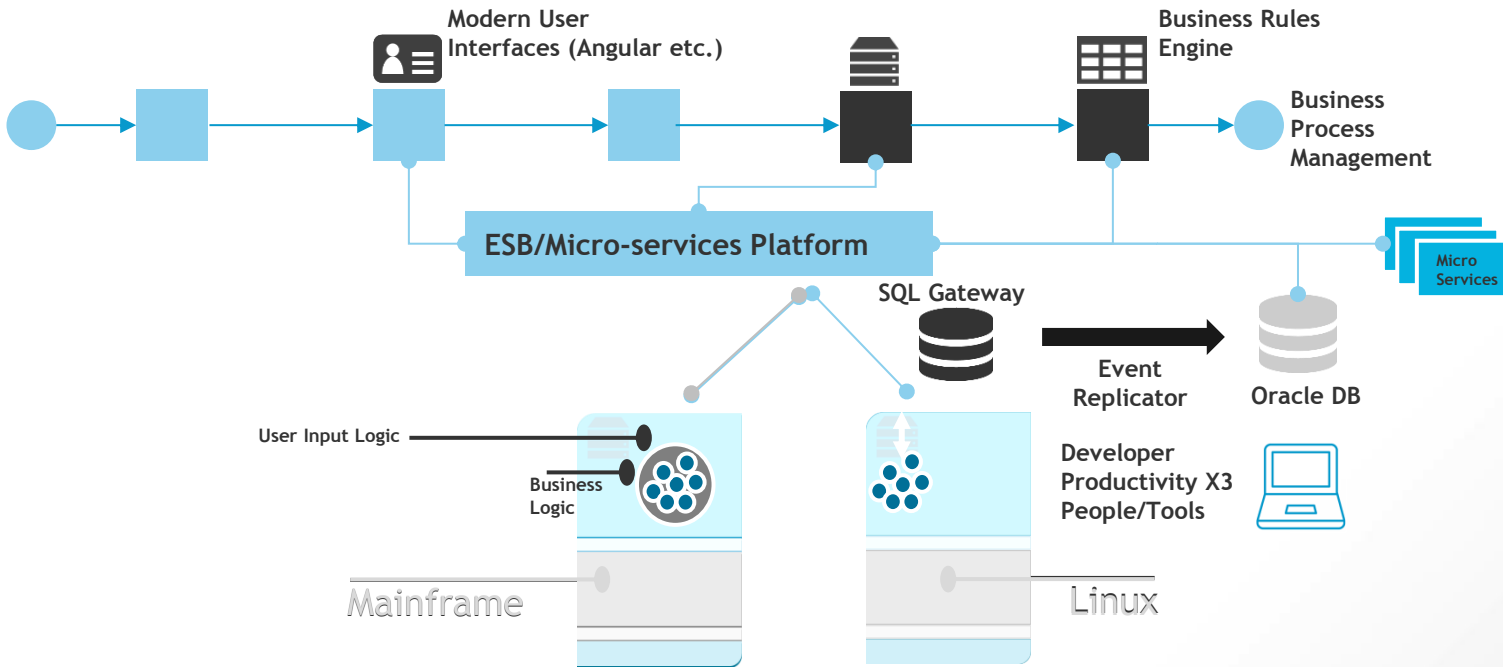 Modern User
Interfaces (Angular etc.)
Business Rules
Engine
Business
Process
Management
ESB/Micro-services Platform
Micro
Services
SQL Gateway
Event
Replicator
Oracle DB
User Input Logic
Business
Logic
Developer
Productivity X3
People/Tools
Mainframe
Linux